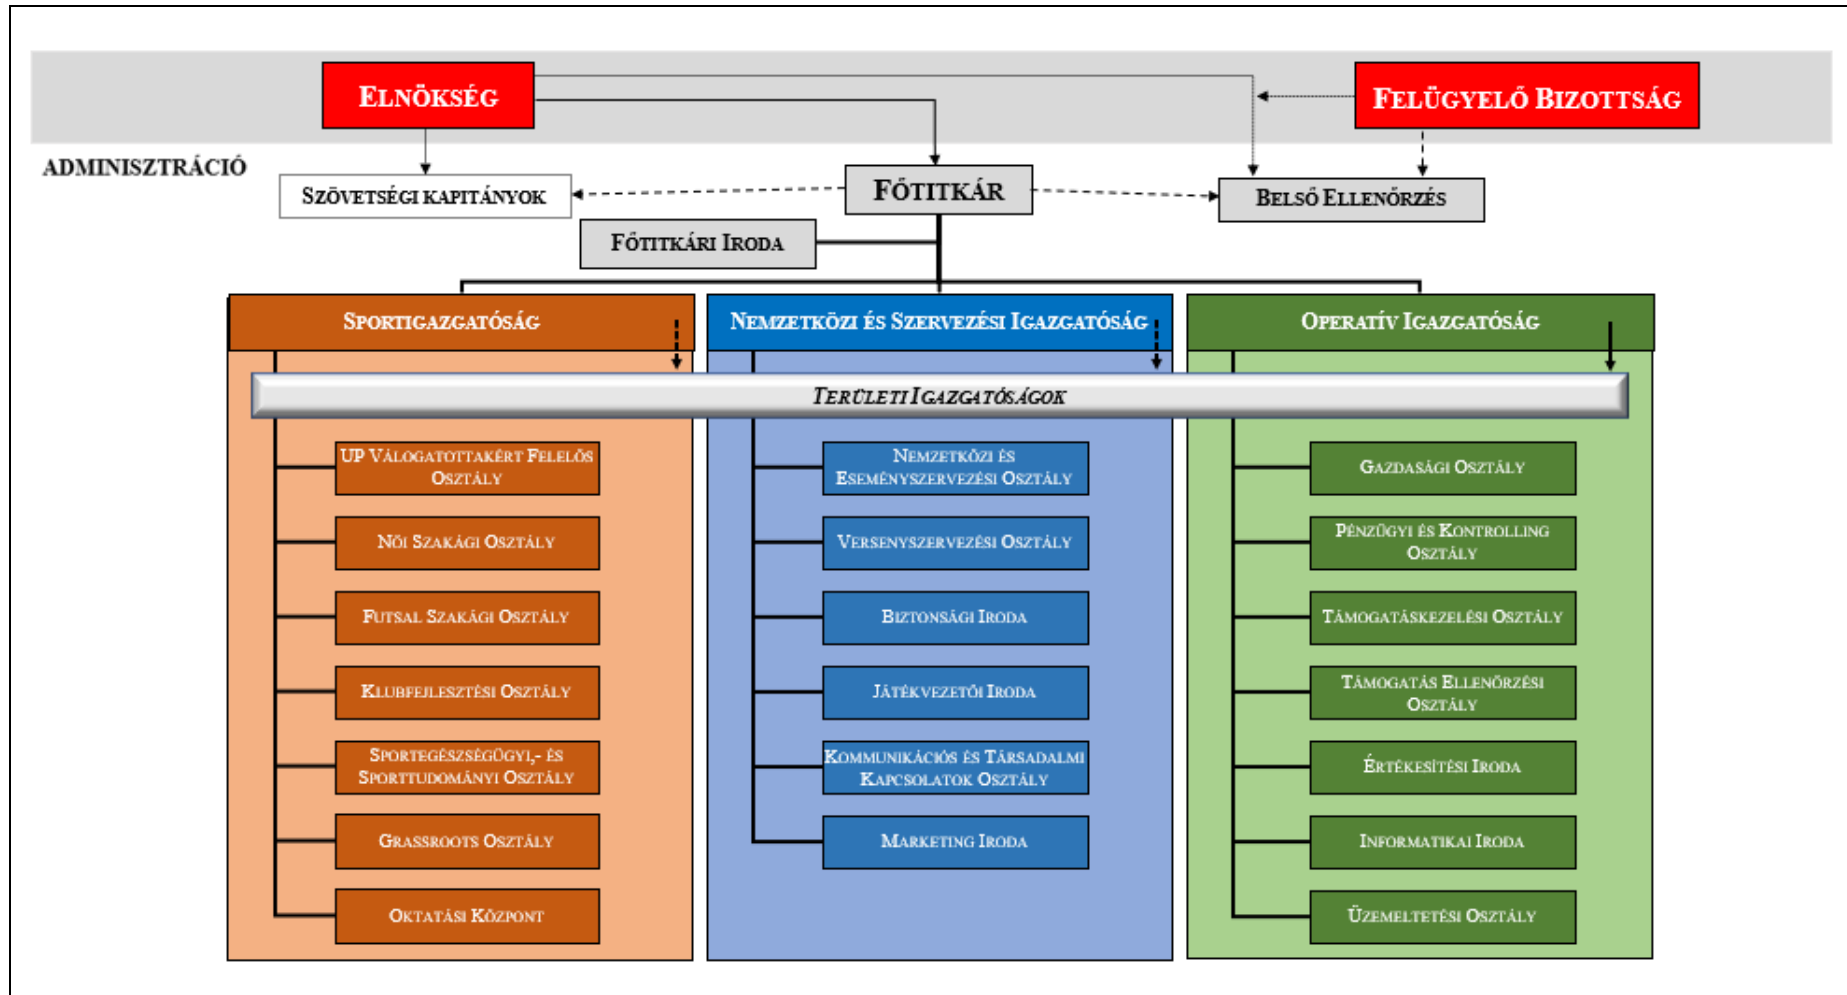 ELNÖKSÉG
FELÜGYELŐ BIZOTTSÁG
ADMINISZTRÁCIÓ
SZÖVETSÉGI KAPITÁNYOK
FŐTITKÁR
BELSŐ ELLENŐRZÉS
FŐTITKÁRI IRODA
SPORTIGAZGATÓSÁG
NEMZETKÖZI ÉS SZERVEZÉSI IGAZGATÓSÁG
OPERATÍV IGAZGATÓSÁG
TERÜLETI IGAZGATÓSÁGOK
UP VÁLOGATOTTAKÉRT FELELŐS
OSZTÁLY
NŐI SZAKÁGI OSZTÁLY
FUTSAL SZAKÁGI OSZTÁLY
KLUBFEJLESZTÉSI OSZTÁLY
SPORTEGÉSZSÉGÜGYI,- ÉS
SPORTTUDOMÁNYI OSZTÁLY
GRASSROOTS OSZTÁLY
OKTATÁSI KÖZPONT
NEMZETKÖZI ÉS
ESEMÉNYSZERVEZÉSI OSZTÁLY
VERSENYSZERVEZÉSI OSZTÁLY
BIZTONSÁGI IRODA
JÁTÉKVEZETŐI IRODA
KOMMUNIKÁCIÓS ÉS TÁRSADALMI
KAPCSOLATOK OSZTÁLY
MARKETING IRODA
GAZDASÁGI OSZTÁLY
PÉNZÜGYI ÉS KONTROLLING
OSZTÁLY
TÁMOGATÁSKEZELÉSI OSZTÁLY
TÁMOGATÁS ELLENŐRZÉSI
OSZTÁLY
ÉRTÉKESÍTÉSI IRODA
INFORMATIKAI IRODA
ÜZEMELTETÉSI OSZTÁLY